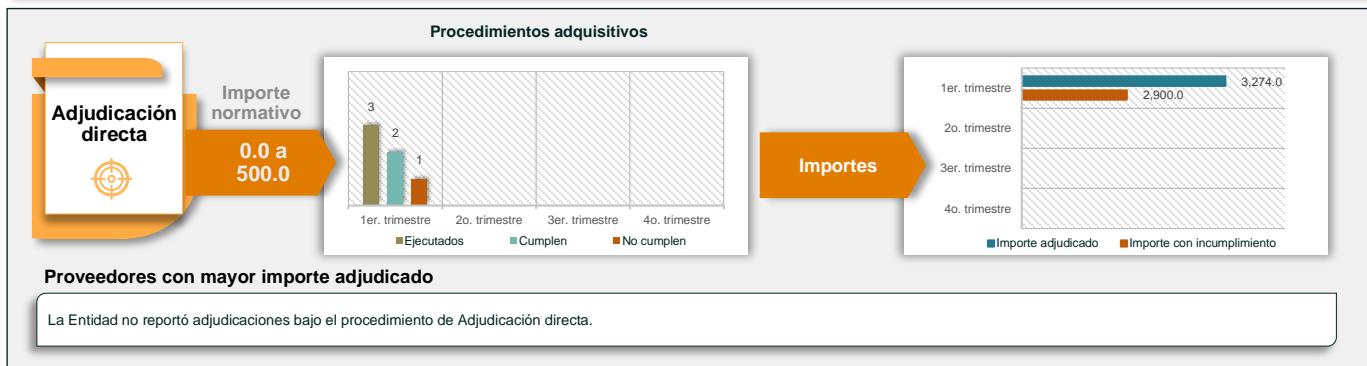 Procedimientos adquisitivos
Adjudicación
directa
Importe
normativo
0.0 a
500.0
3
2
1
1er. trimestre
2o. trimestre
3er. trimestre
4o. trimestre
Ejecutados
Cumplen
No cumplen
Importes
1er. trimestre
3,274.0
2,900.0
2o. trimestre
3er. trimestre
4o. trimestre
Importe adjudicado
Importe con incumplimiento
Proveedores con mayor importe adjudicado
La Entidad no reportó adjudicaciones bajo el procedimiento de Adjudicación directa.